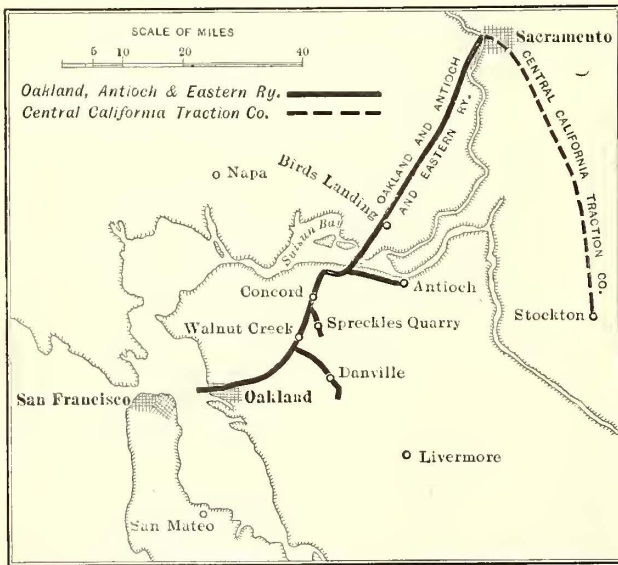 SCALE OF MILES
5 10 20 40
Oakland, Antioch & Eastern Ry.
Central California Traction Co.
Sacramento
CENTRAL CALIFORNIA TRACTION CO.
OAKLAND AND ANTIOCH
AND EASTERN RY.
Napa
Birds Landing
Suisun Bay
Concord
Antioch
Walnut Creek
Spreckles Quarry
Stockton
Danville
San Francisco
Oakland
Livermore
San Mateo